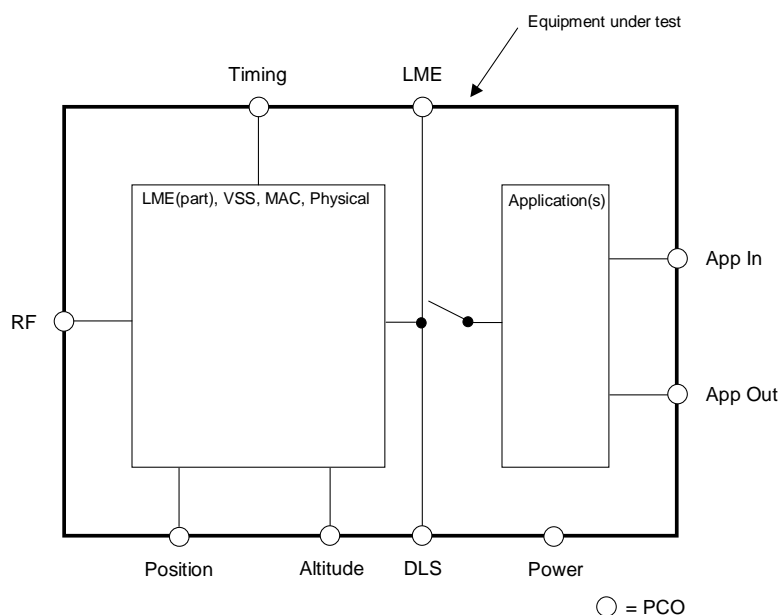 Equipment under test
Timing
LME
LME(part), VSS, MAC, Physical
Application(s)
App In
RF
App Out
Position
Altitude
DLS
Power
= PCO